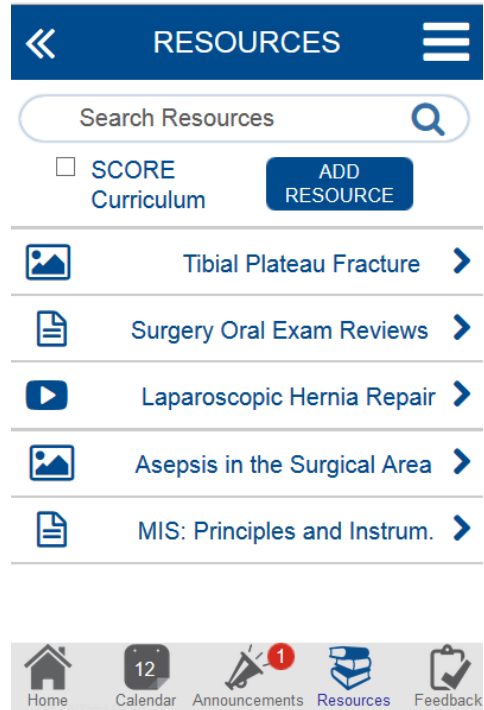 RESOURCES
Search Resources
SCORE
Curriculum
ADD
RESOURCE
Tibial Plateau Fracture
Surgery Oral Exam Reviews
Laparoscopic Hernia Repair
Asepsis in the Surgical Area
MIS: Principles and Instrum.
12
1
Home Calendar Announcements Resources Feedback